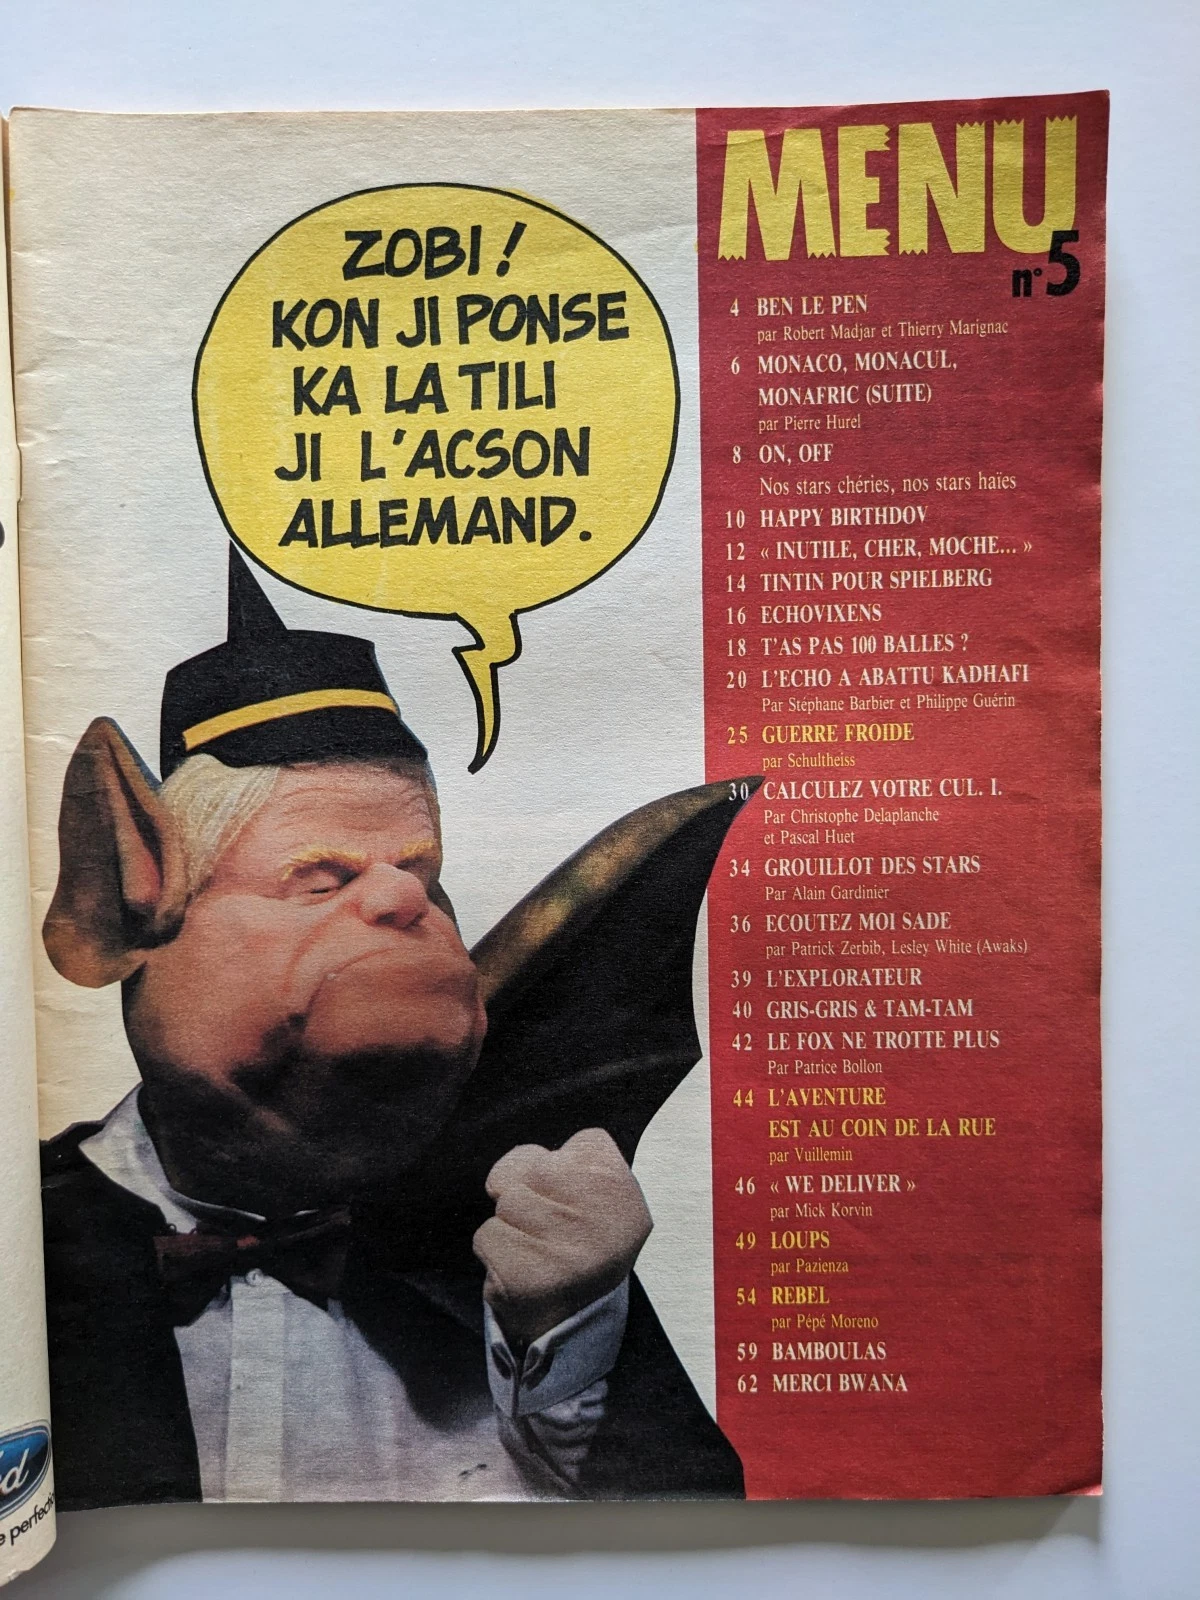 ZOBI !
KON JI PONSE
KA LA TILI
JI L'ACSON
ALLEMAND.
MENU
n°5
4 BEN LE PEN
par Robert Madjar et Thierry Marignac
6 MONACO, MONACUL,
MONAFRIC (SUITE)
par Pierre Hurel
8 ON, OFF
Nos stars chéries, nos stars haïes
10 HAPPY BIRTHDOV
12 « INUTILE, CHER, MOCHE... »
14 TINTIN POUR SPIELBERG
16 ECHOVIXENS
18 T'AS PAS 100 BALLES ?
20 L'ECHO A ABATTU KADHAFI
Par Stéphane Barbier et Philippe Guérin
25 GUERRE FROIDE
par Schultheiss
30 CALCULEZ VOTRE CUL. I.
Par Christophe Delaplanche
et Pascal Huet
34 GROUILLOT DES STARS
Par Alain Gardinier
36 ECOUTEZ MOI SADE
par Patrick Zerbib, Lesley White (Awaks)
39 L'EXPLORATEUR
40 GRIS-GRIS & TAM-TAM
42 LE FOX NE TROTTE PLUS
Par Patrice Bollon
44 L'AVENTURE
EST AU COIN DE LA RUE
par Vuillemin
46 « WE DELIVER »
par Mick Korvin
49 LOUPS
par Pazienza
54 REBEL
par Pépé Moreno
59 BAMBOULAS
62 MERCI BWANA